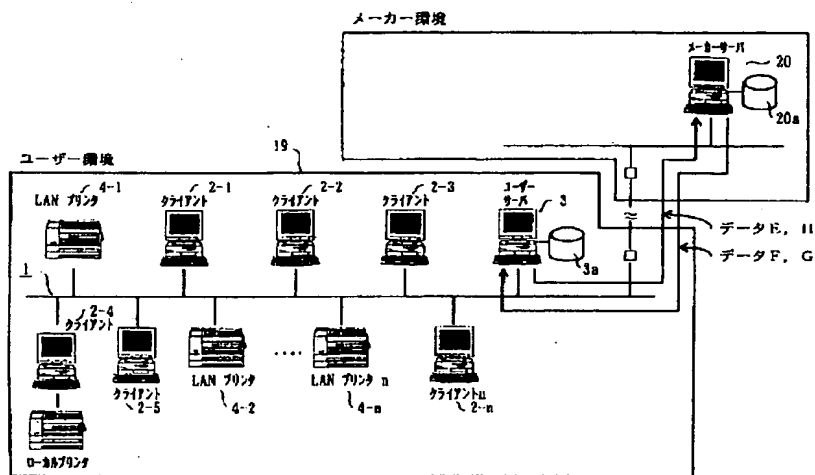 メーカー環境
メーカーサーバ
20
20a
ユーザー環境
19
4-1
LAN プリンタ
2-1
クライアント
2-2
クライアント
2-3
クライアント
ユーザー
サーバ
3
3a
データE, H
データF, G
1
2-4
クライアント
クライアント
2-5
LAN プリンタ
4-2
‥‥
LAN プリンタ n
4-n
クライアントn
2-n
ローカルプリンタ